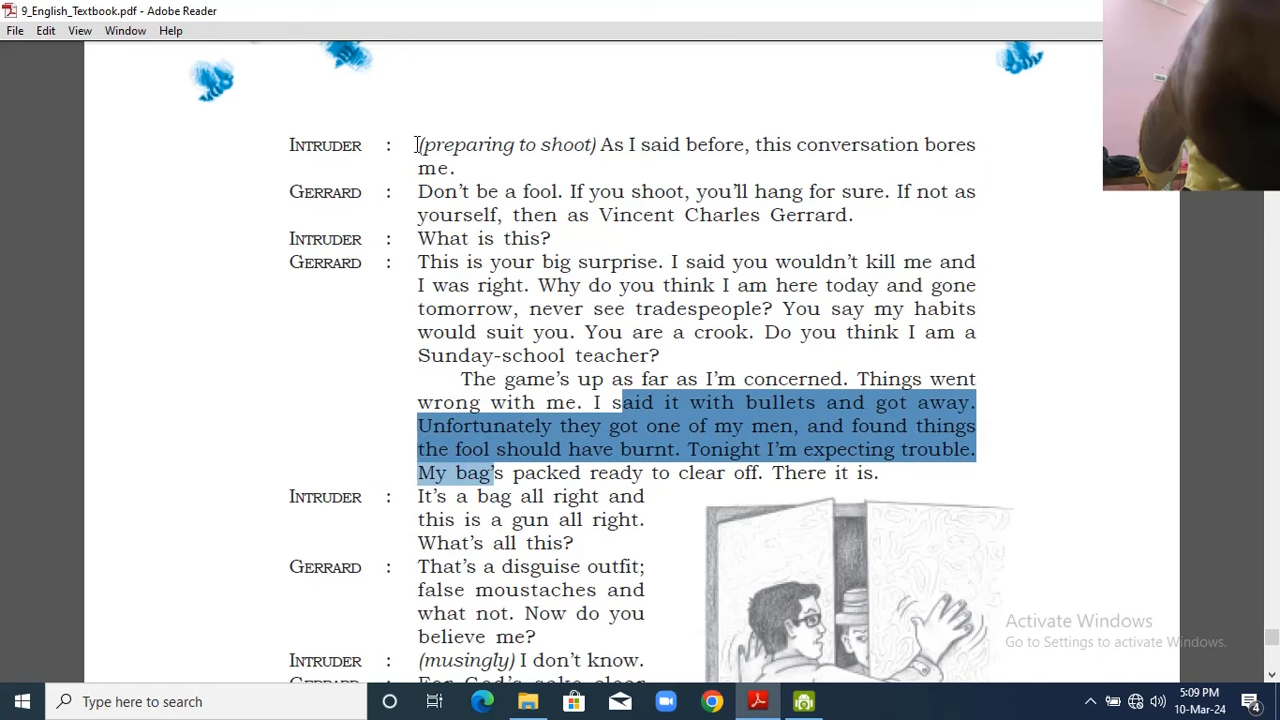 9_English_Textbook.pdf - Adobe Reader
File Edit View Window Help
INTRUDER : (preparing to shoot) As I said before, this conversation bores
me.
GERRARD : Don't be a fool. If you shoot, you'll hang for sure. If not as
yourself, then as Vincent Charles Gerrard.
INTRUDER : What is this?
GERRARD : This is your big surprise. I said you wouldn't kill me and
I was right. Why do you think I am here today and gone
tomorrow, never see tradespeople? You say my habits
would suit you. You are a crook. Do you think I am a
Sunday-school teacher?
The game's up as far as I'm concerned. Things went
wrong with me. I said it with bullets and got away.
Unfortunately they got one of my men, and found things
the fool should have burnt. Tonight I'm expecting trouble.
My bag's packed ready to clear off. There it is.
INTRUDER : It's a bag all right and
this is a gun all right.
What's all this?
GERRARD : That's a disguise outfit;
false moustaches and
what not. Now do you
believe me?
INTRUDER : (musingly) I don't know.
GERRARD : For God's sake clear
Activate Windows
Go to Settings to activate Windows.
Type here to search
5:09 PM
10-Mar-24
4